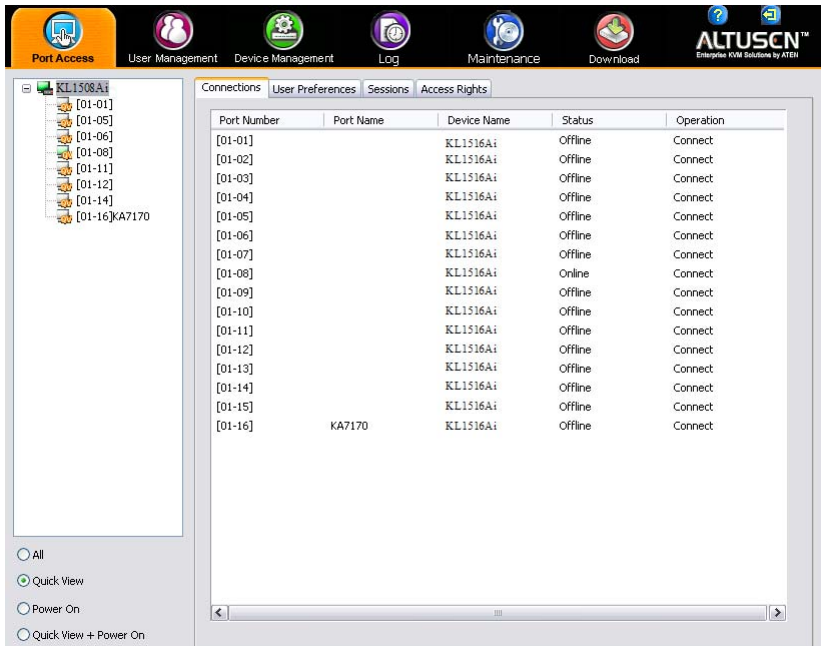 Port Access User Management Device Management Log Maintenance Download
ALTUSCN™
Enterprise KVM Solutions by ATEN
KL1508Ai
[01-01]
[01-05]
[01-06]
[01-08]
[01-11]
[01-12]
[01-14]
[01-16]KA7170
All
Quick View
Power On
Quick View + Power On
Connections User Preferences Sessions Access Rights
Port Number Port Name Device Name Status Operation
[01-01] KL1516Ai Offline Connect
[01-02] KL1516Ai Offline Connect
[01-03] KL1516Ai Offline Connect
[01-04] KL1516Ai Offline Connect
[01-05] KL1516Ai Offline Connect
[01-06] KL1516Ai Offline Connect
[01-07] KL1516Ai Offline Connect
[01-08] KL1516Ai Online Connect
[01-09] KL1516Ai Offline Connect
[01-10] KL1516Ai Offline Connect
[01-11] KL1516Ai Offline Connect
[01-12] KL1516Ai Offline Connect
[01-13] KL1516Ai Offline Connect
[01-14] KL1516Ai Offline Connect
[01-15] KL1516Ai Offline Connect
[01-16] KA7170 KL1516Ai Offline Connect